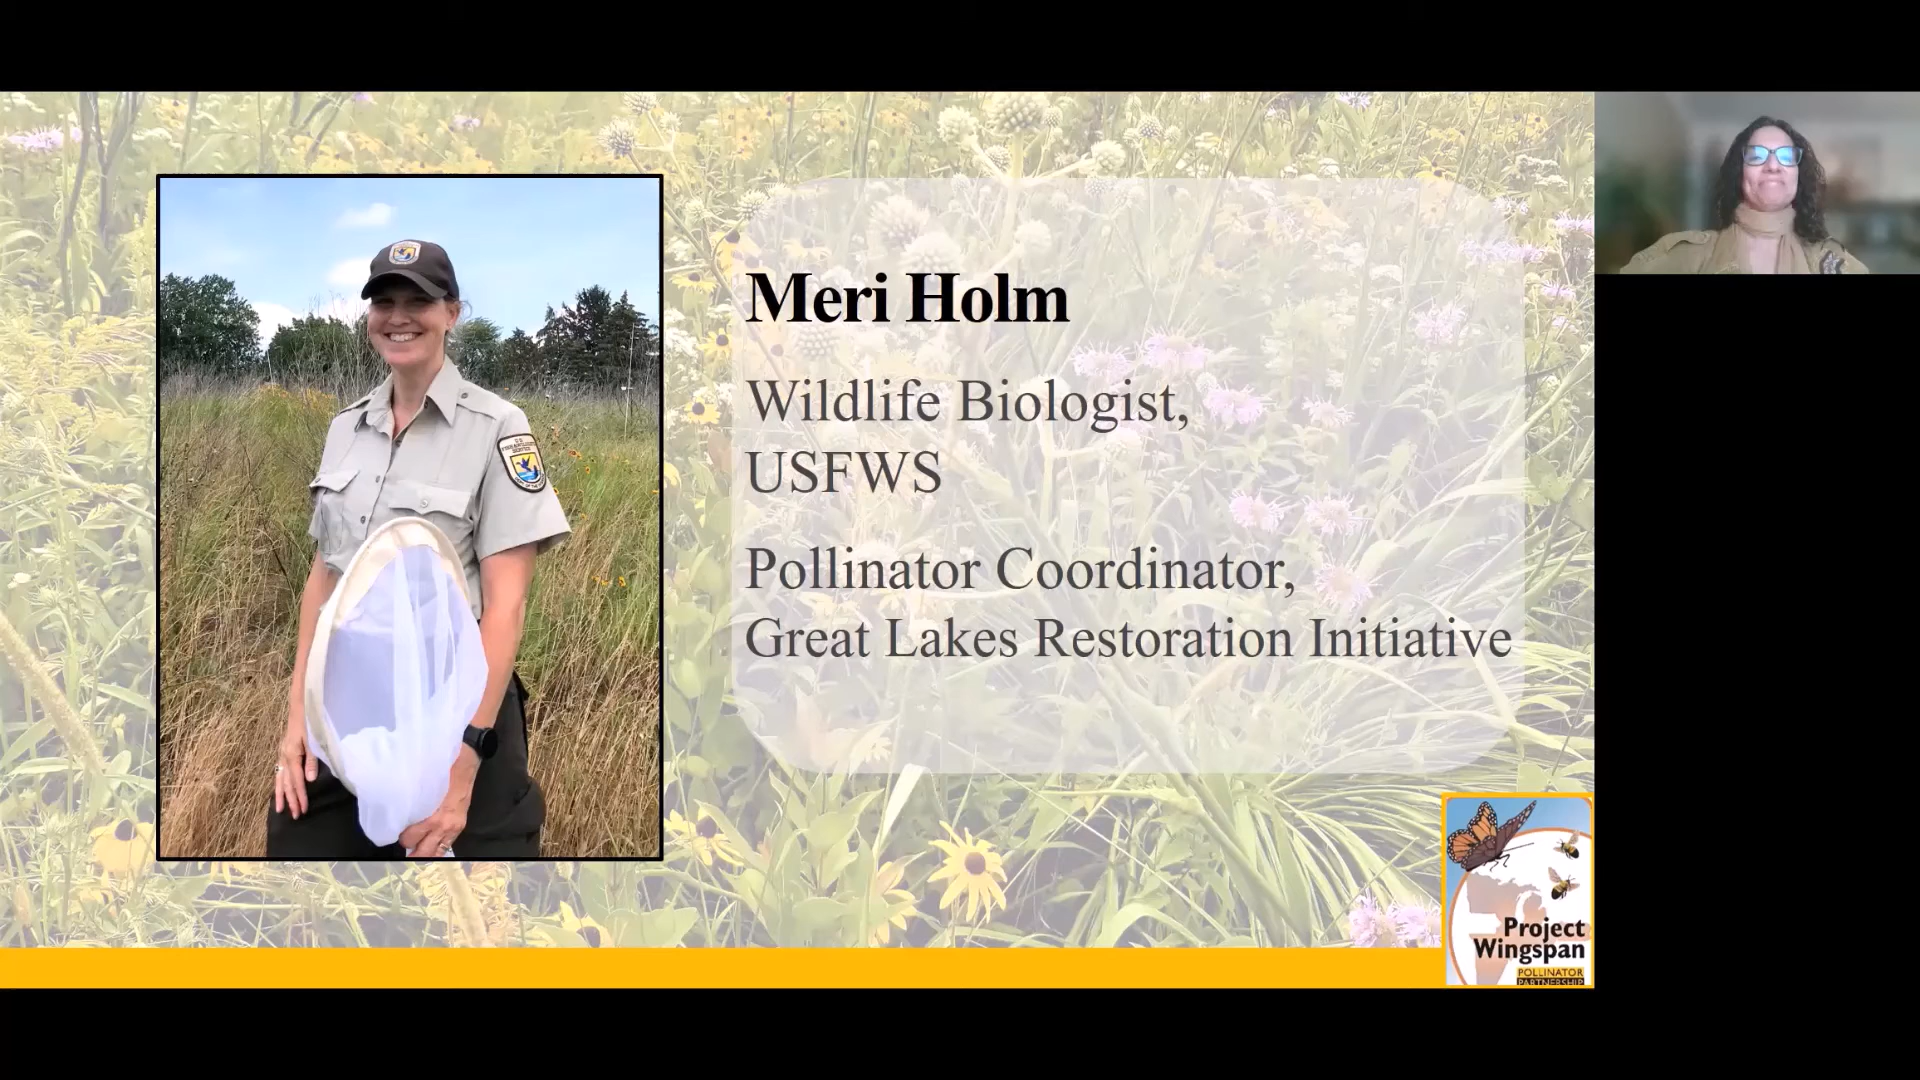 Meri Holm
Wildlife Biologist,
USFWS
Pollinator Coordinator,
Great Lakes Restoration Initiative
Project
Wingspan
POLLINATOR
PARTNERSHIP